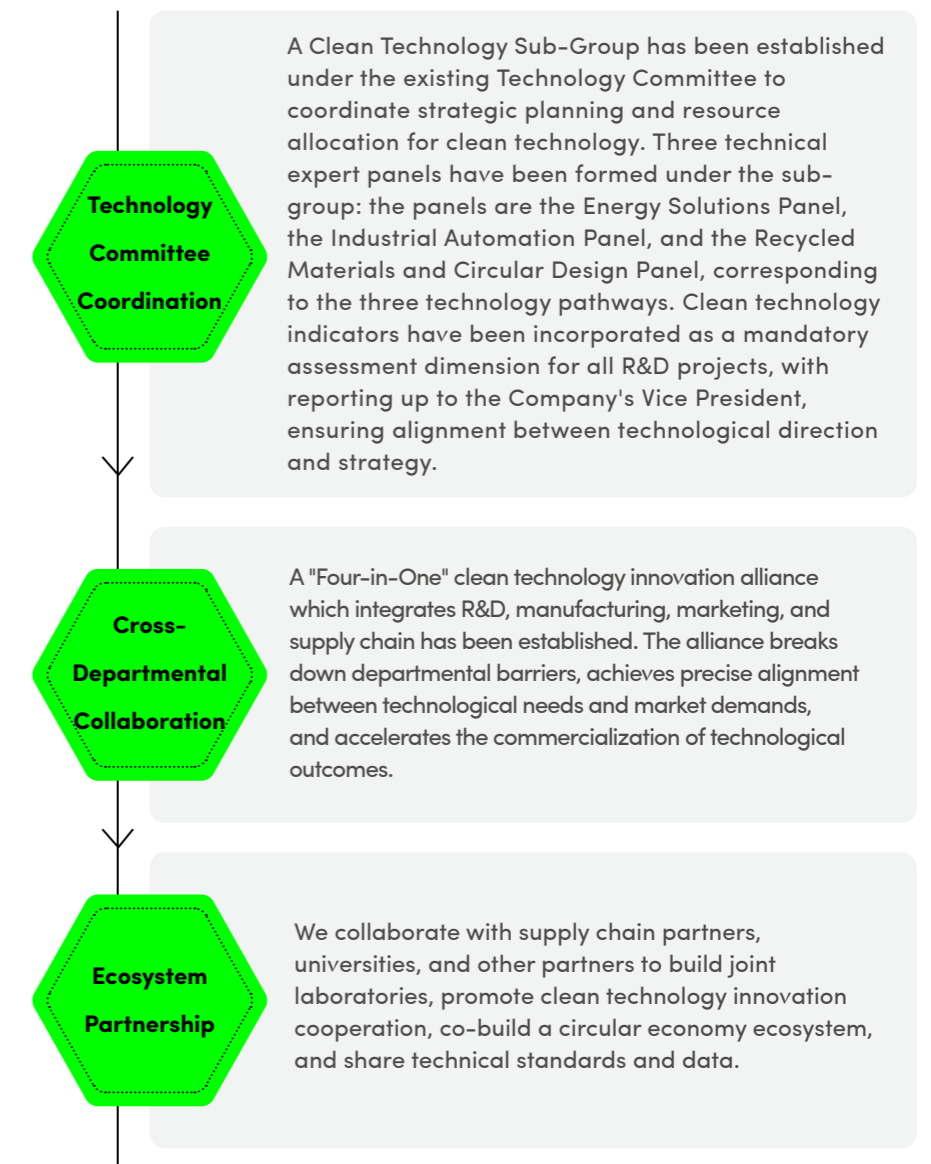 Technology
Committee
Coordination
A Clean Technology Sub-Group has been established
under the existing Technology Committee to
coordinate strategic planning and resource
allocation for clean technology. Three technical
expert panels have been formed under the sub-
group: the panels are the Energy Solutions Panel,
the Industrial Automation Panel, and the Recycled
Materials and Circular Design Panel, corresponding
to the three technology pathways. Clean technology
indicators have been incorporated as a mandatory
assessment dimension for all R&D projects, with
reporting up to the Company's Vice President,
ensuring alignment between technological direction
and strategy.
Cross-
Departmental
Collaboration
A "Four-in-One" clean technology innovation alliance
which integrates R&D, manufacturing, marketing, and
supply chain has been established. The alliance breaks
down departmental barriers, achieves precise alignment
between technological needs and market demands,
and accelerates the commercialization of technological
outcomes.
Ecosystem
Partnership
We collaborate with supply chain partners,
universities, and other partners to build joint
laboratories, promote clean technology innovation
cooperation, co-build a circular economy ecosystem,
and share technical standards and data.